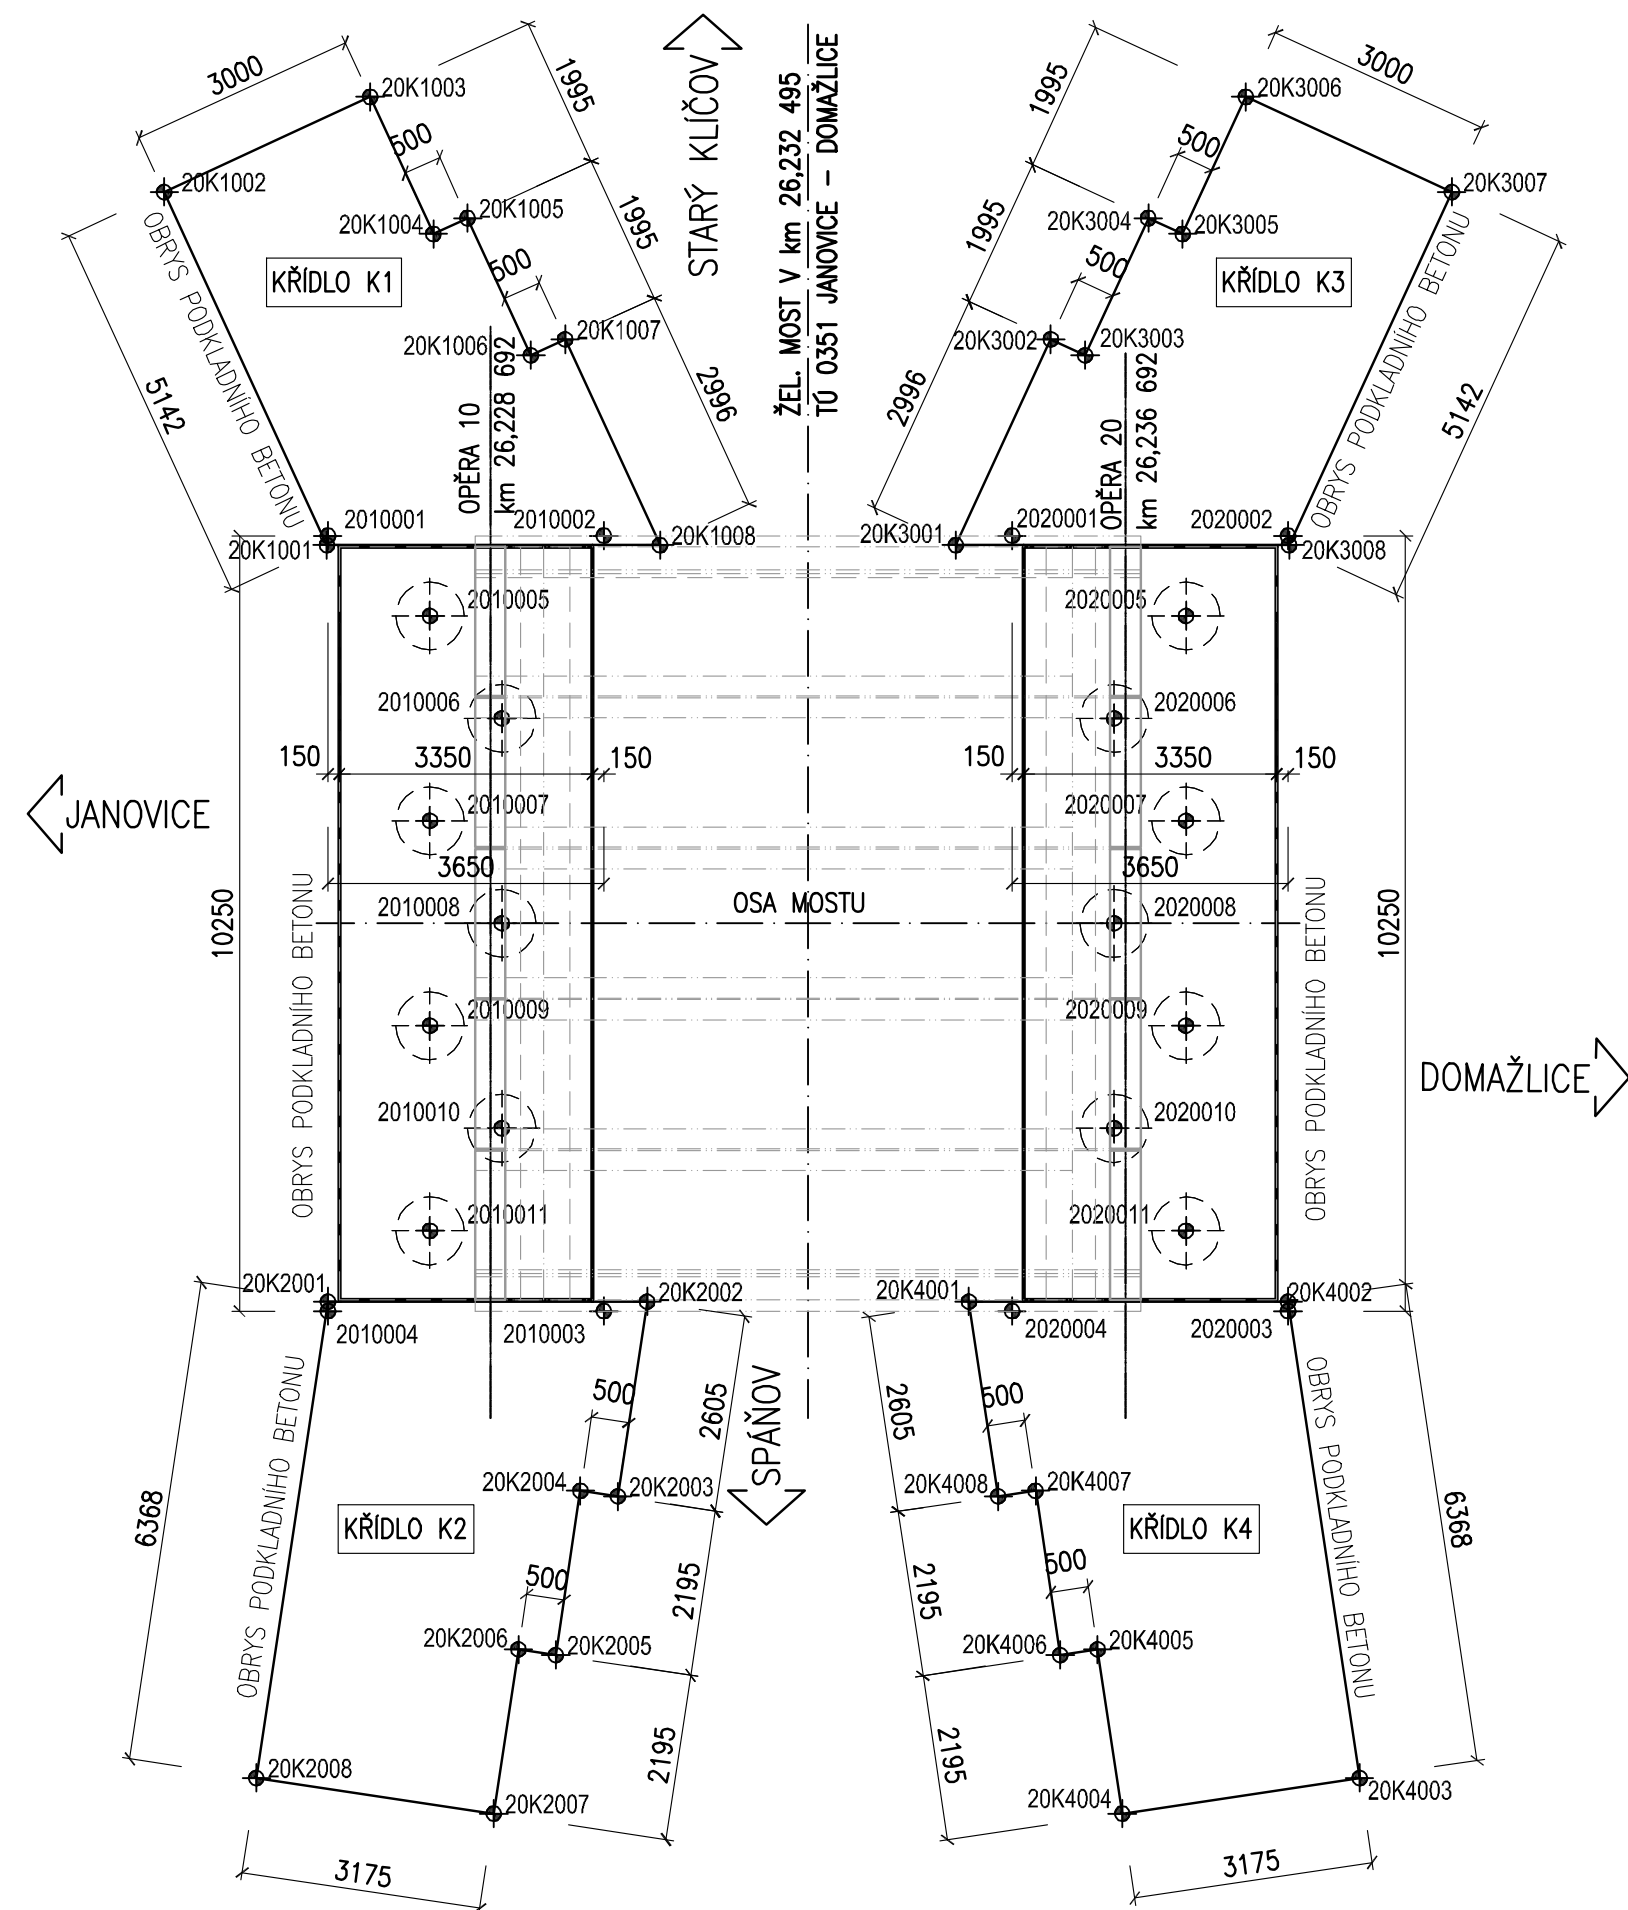 3000
20K1003
1995
500
20K1002
20K1005
20K1004
1995
KŘÍDLO K1
500
20K1007
20K1006
OBRYS PODKLADNÍHO BETONU
5142
2996
OPĚRA 10
km 26,228 692
STARÝ KLÍČOV
ŽEL. MOST V km 26,232 495
TÚ 0351 JANOVICE - DOMAŽLICE
1995
20K3006
3000
500
20K3007
20K3004
20K3005
1995
KŘÍDLO K3
500
20K3002
20K3003
OBRYS PODKLADNÍHO BETONU
5142
2996
OPĚRA 20
km 26,236 692
2010001
2010002
20K1001
20K1008
20K3001
2020001
2020002
20K3008
2010005
2020005
2010006
2020006
150
3350
150
150
3350
150
2010007
2020007
JANOVICE
3650
3650
2010008
OSA MOSTU
2020008
10250
OBRYS PODKLADNÍHO BETONU
OBRYS PODKLADNÍHO BETONU
10250
2010009
2020009
DOMAŽLICE
2010010
2020010
2010011
2020011
20K2001
20K2002
20K4001
20K4002
2010004
2010003
2020004
2020003
500
2605
SPÁŇOV
2605
500
OBRYS PODKLADNÍHO BETONU
OBRYS PODKLADNÍHO BETONU
20K2004
20K2003
20K4008
20K4007
6368
KŘÍDLO K2
KŘÍDLO K4
6368
500
2195
2195
500
20K2006
20K2005
20K4006
20K4005
2195
2195
20K2008
20K2007
20K4004
20K4003
3175
3175